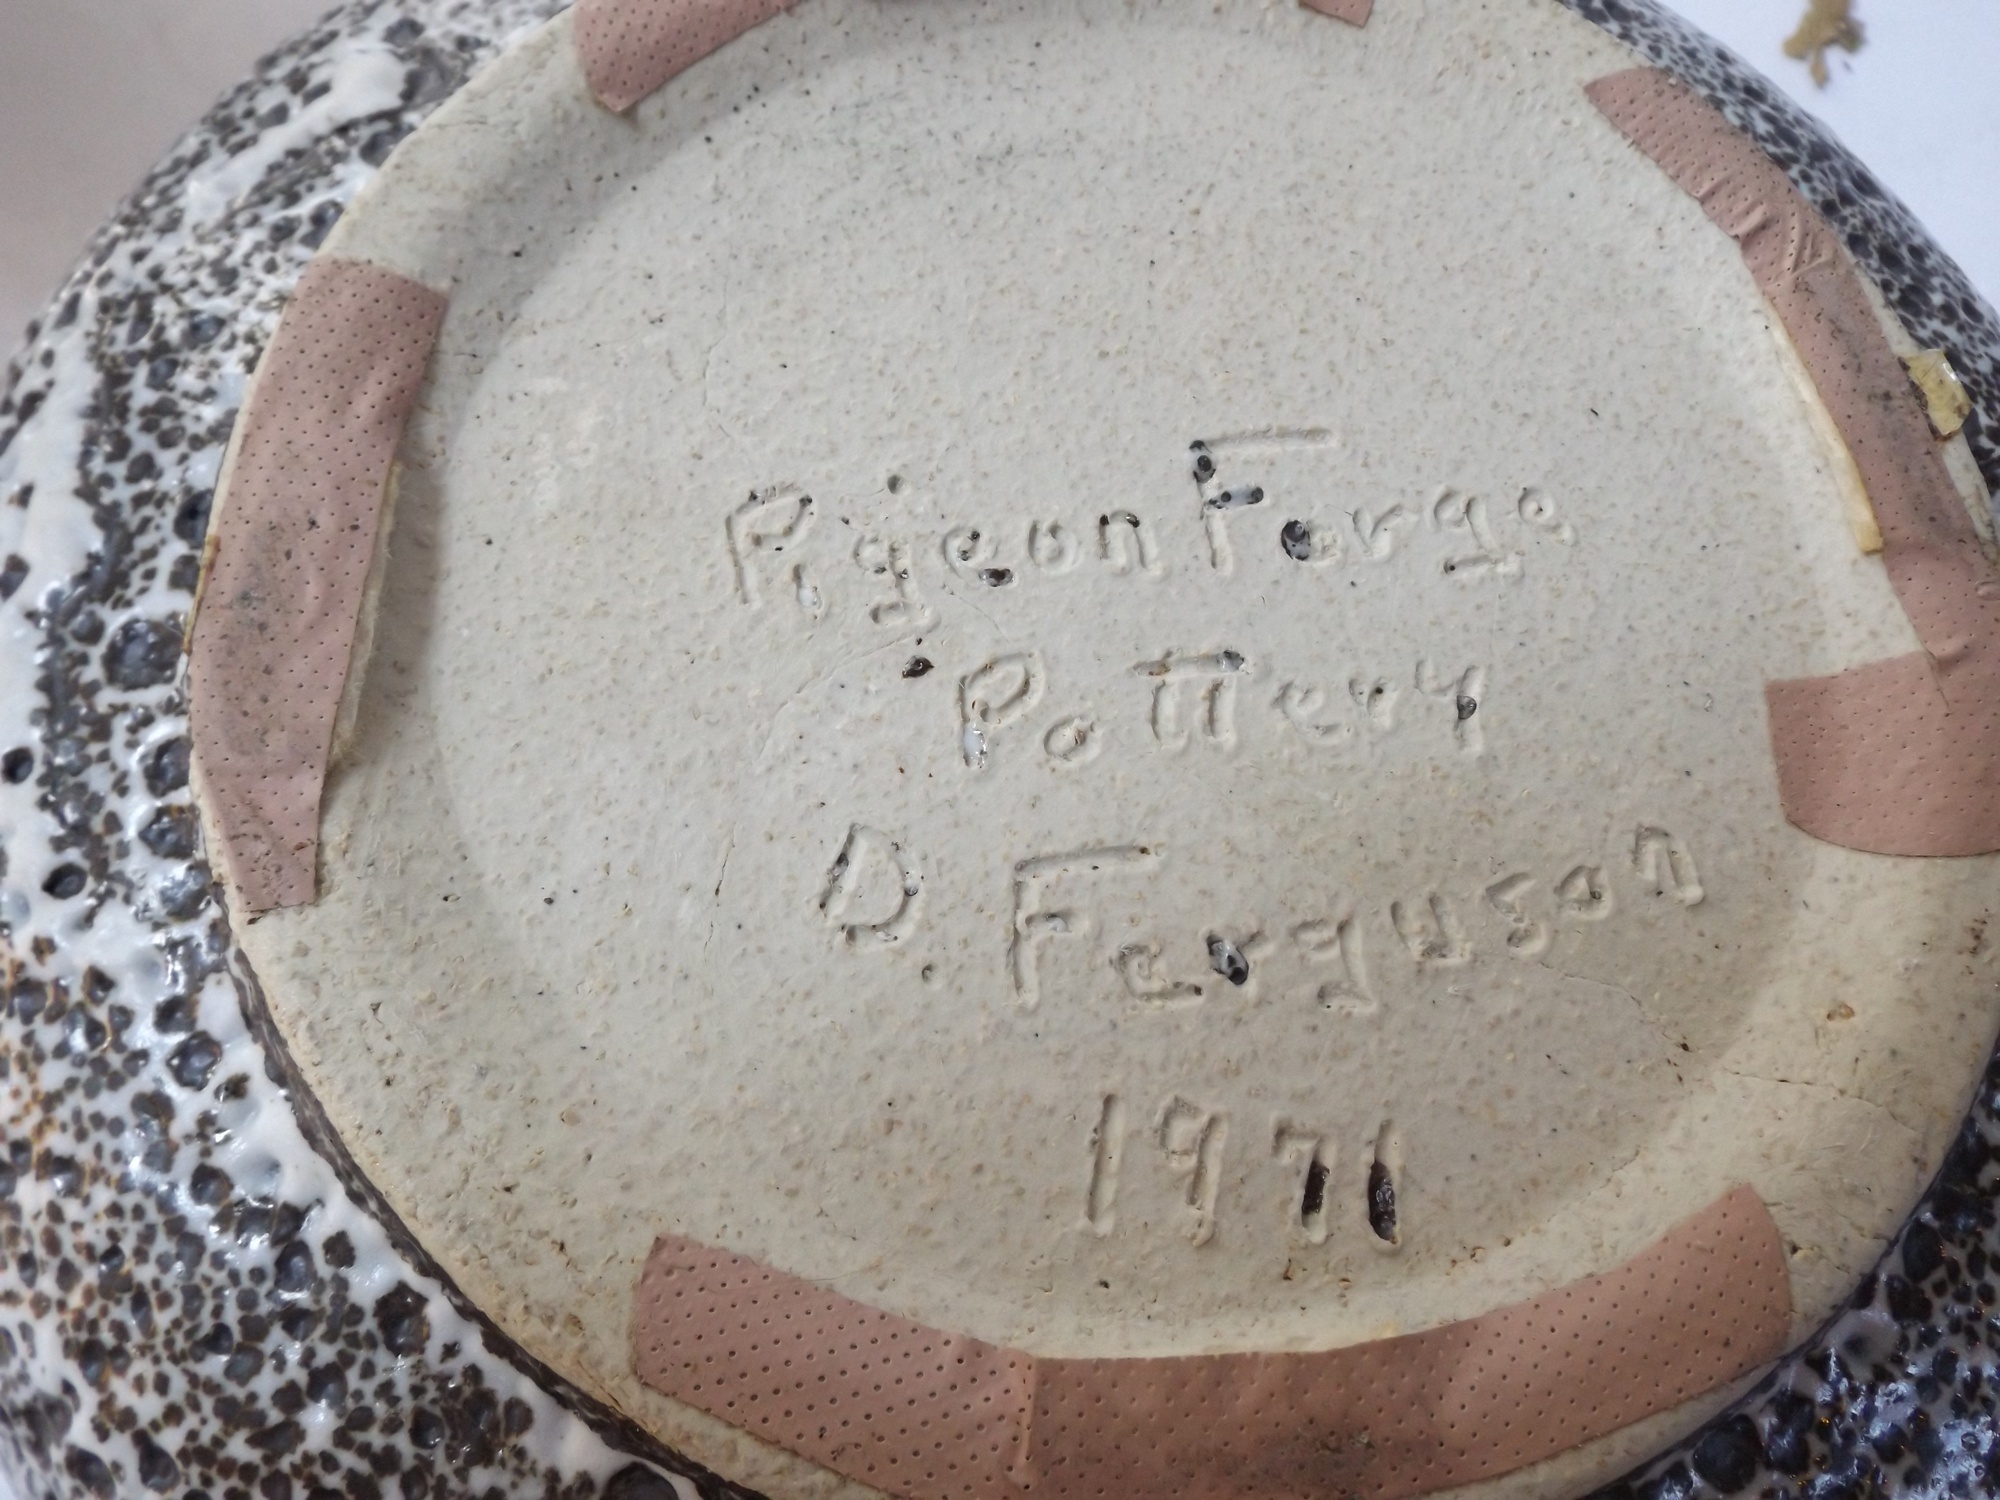 Pigeon Forge
Pottery
D. Ferguson
1971